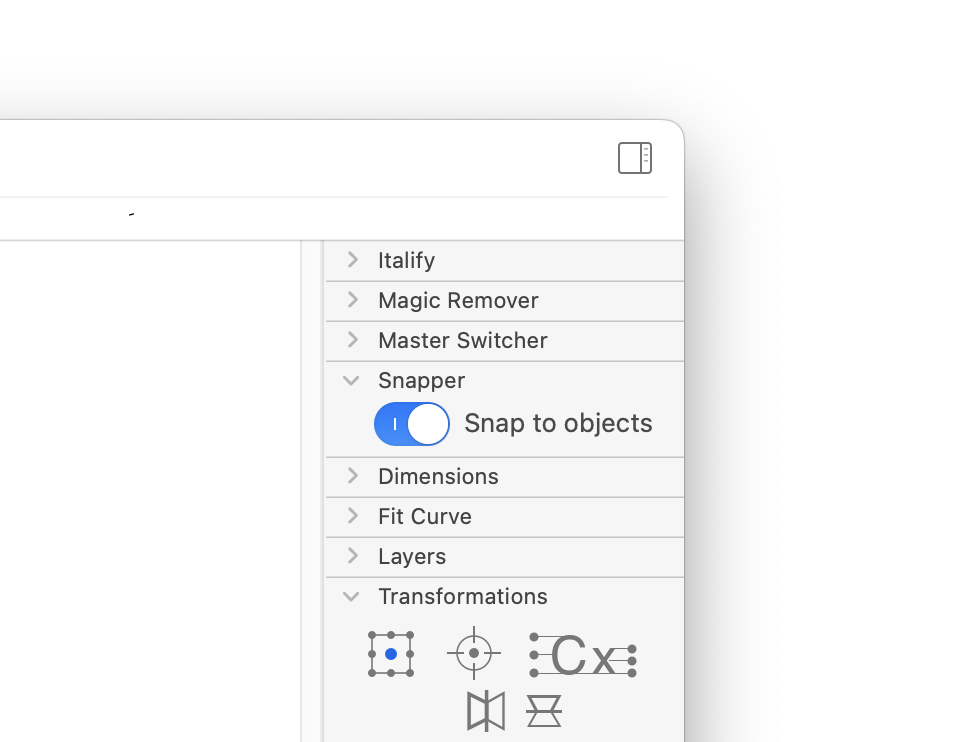 Italify
Magic Remover
Master Switcher
Snapper
Snap to objects
Dimensions
Fit Curve
Layers
Transformations
Cx